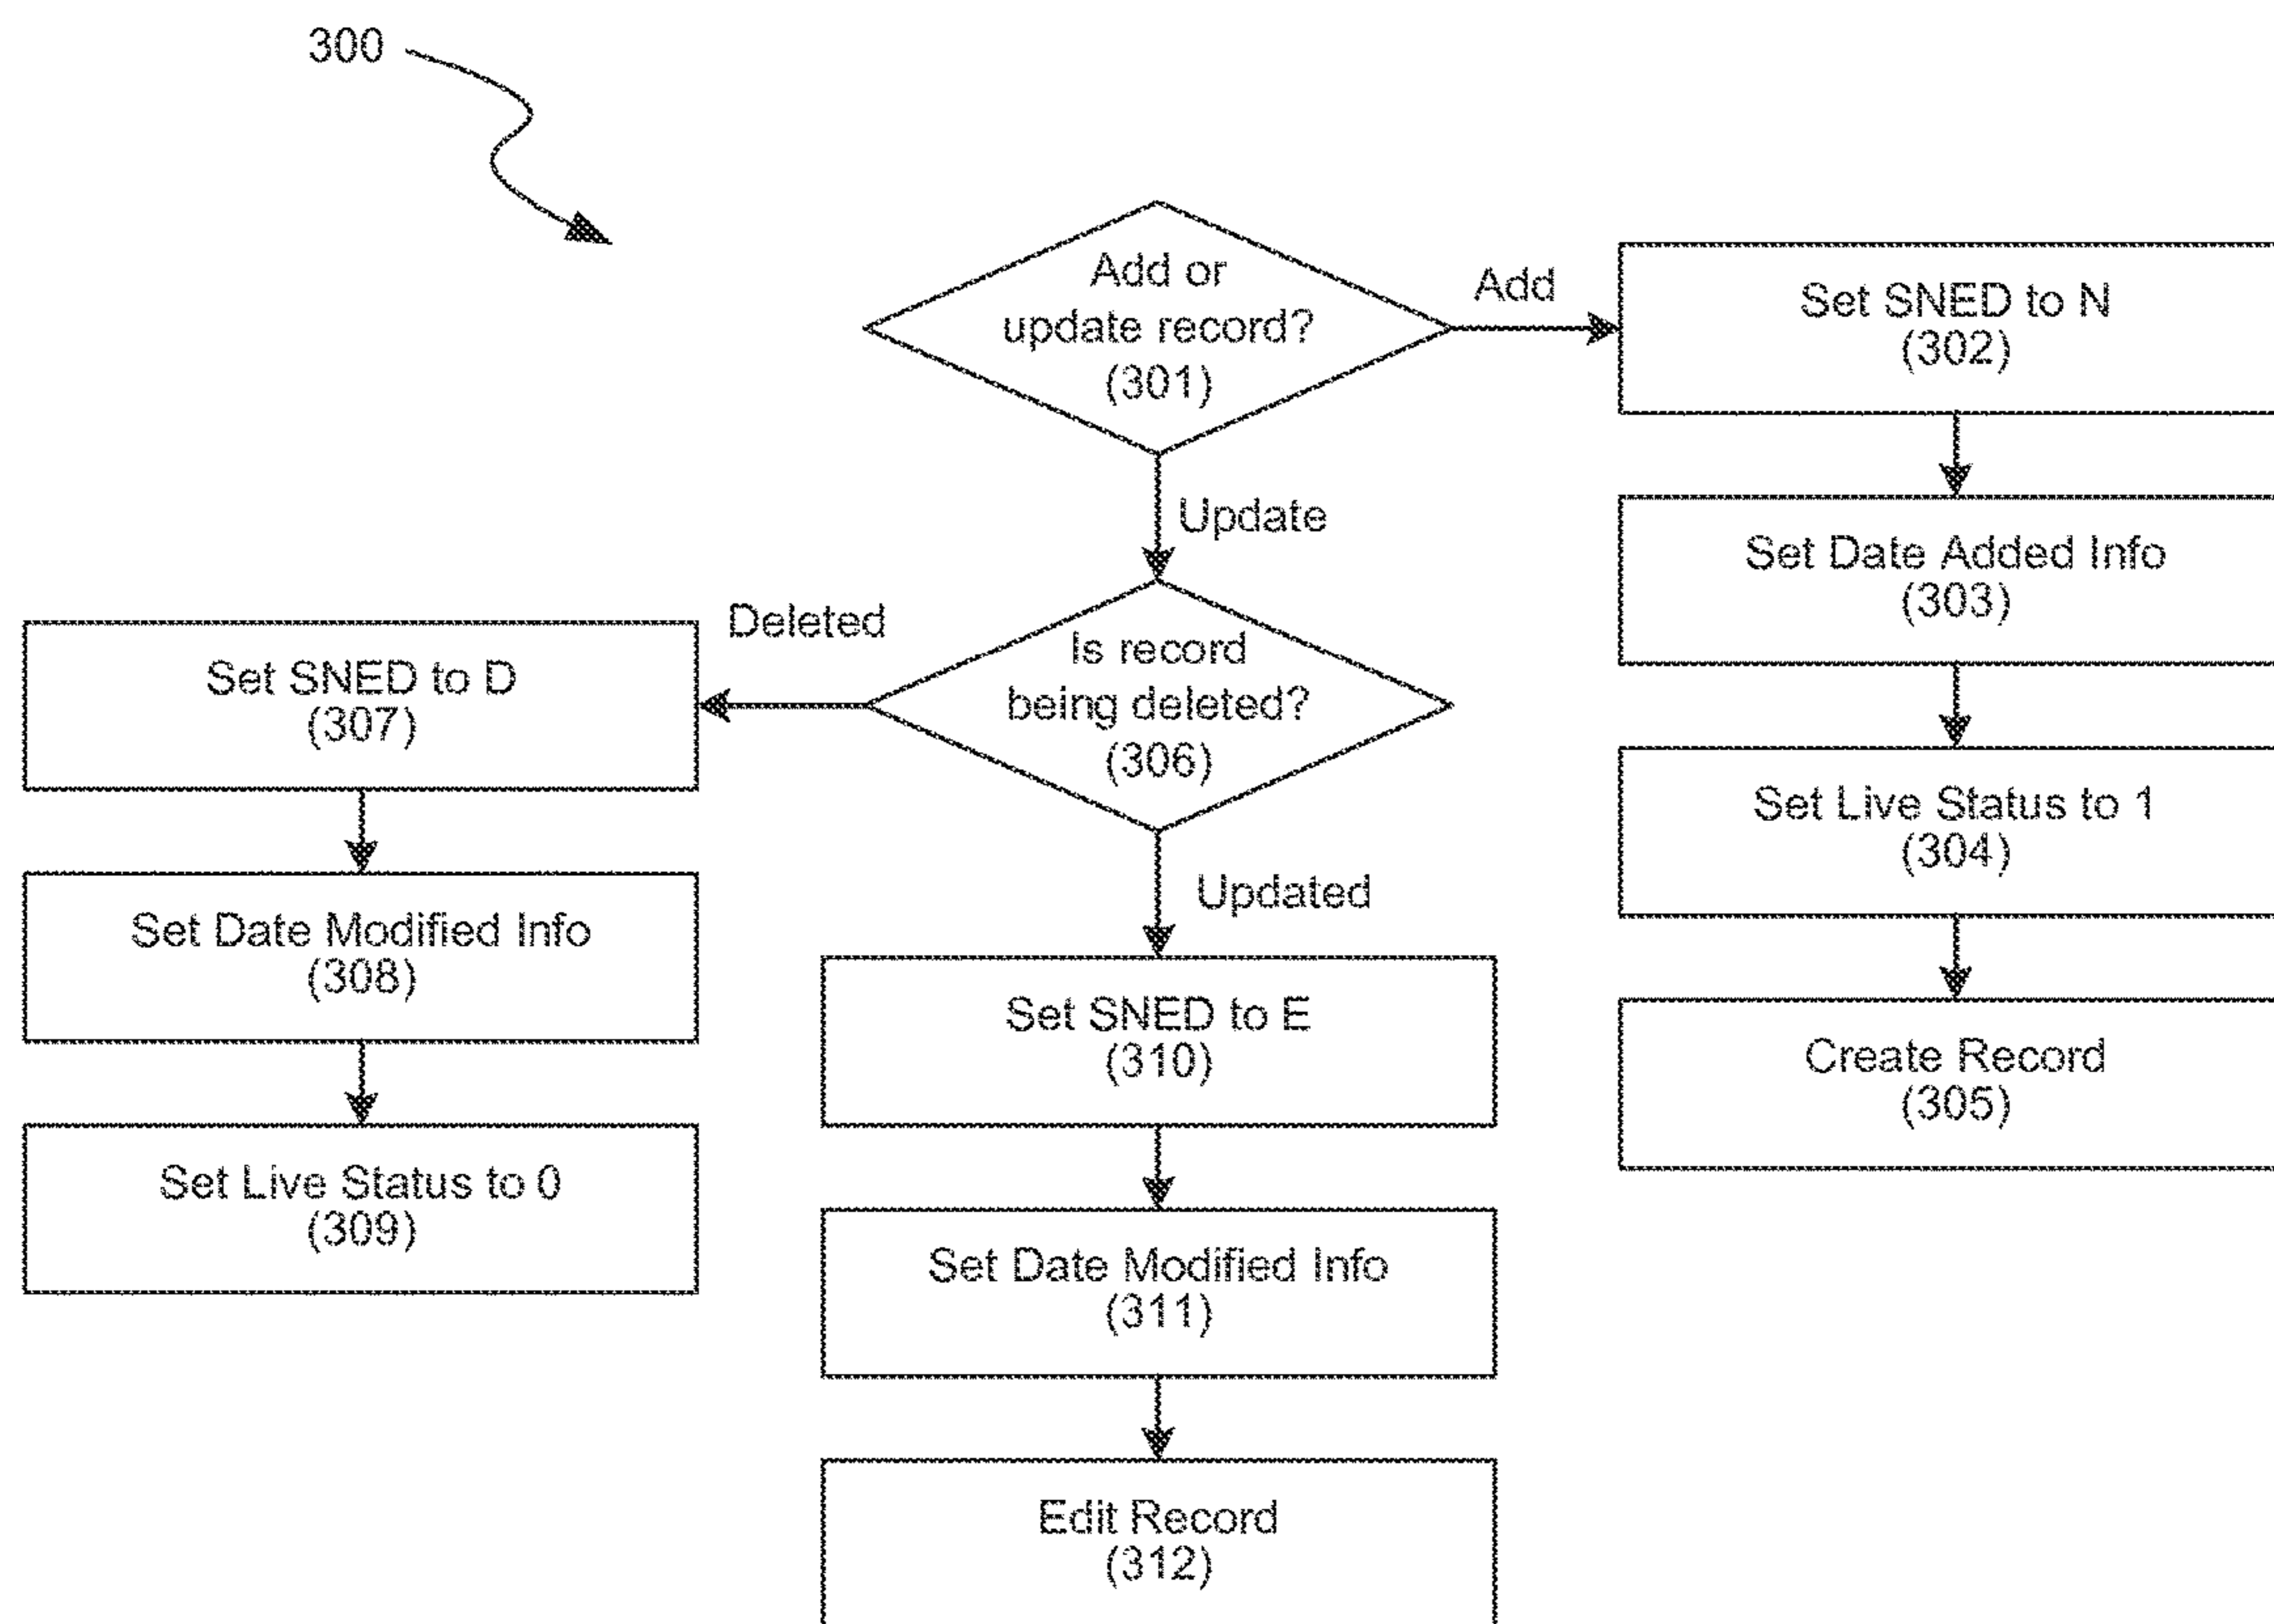 300
Add or
update record?
(301)
Add
Set SNED to N
(302)
Update
Set Date Added Info
(303)
Deleted
Is record
being deleted?
(306)
Set SNED to D
(307)
Set Live Status to 1
(304)
Updated
Set Date Modified Info
(308)
Set SNED to E
(310)
Create Record
(305)
Set Live Status to 0
(309)
Set Date Modified Info
(311)
Edit Record
(312)